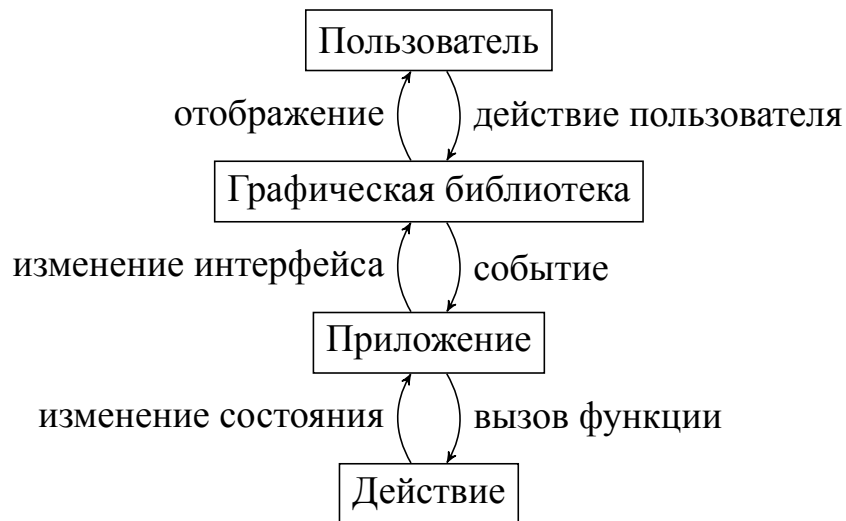 Пользователь
отображение
действие пользователя
Графическая библиотека
изменение интерфейса
событие
Приложение
изменение состояния
вызов функции
Действие